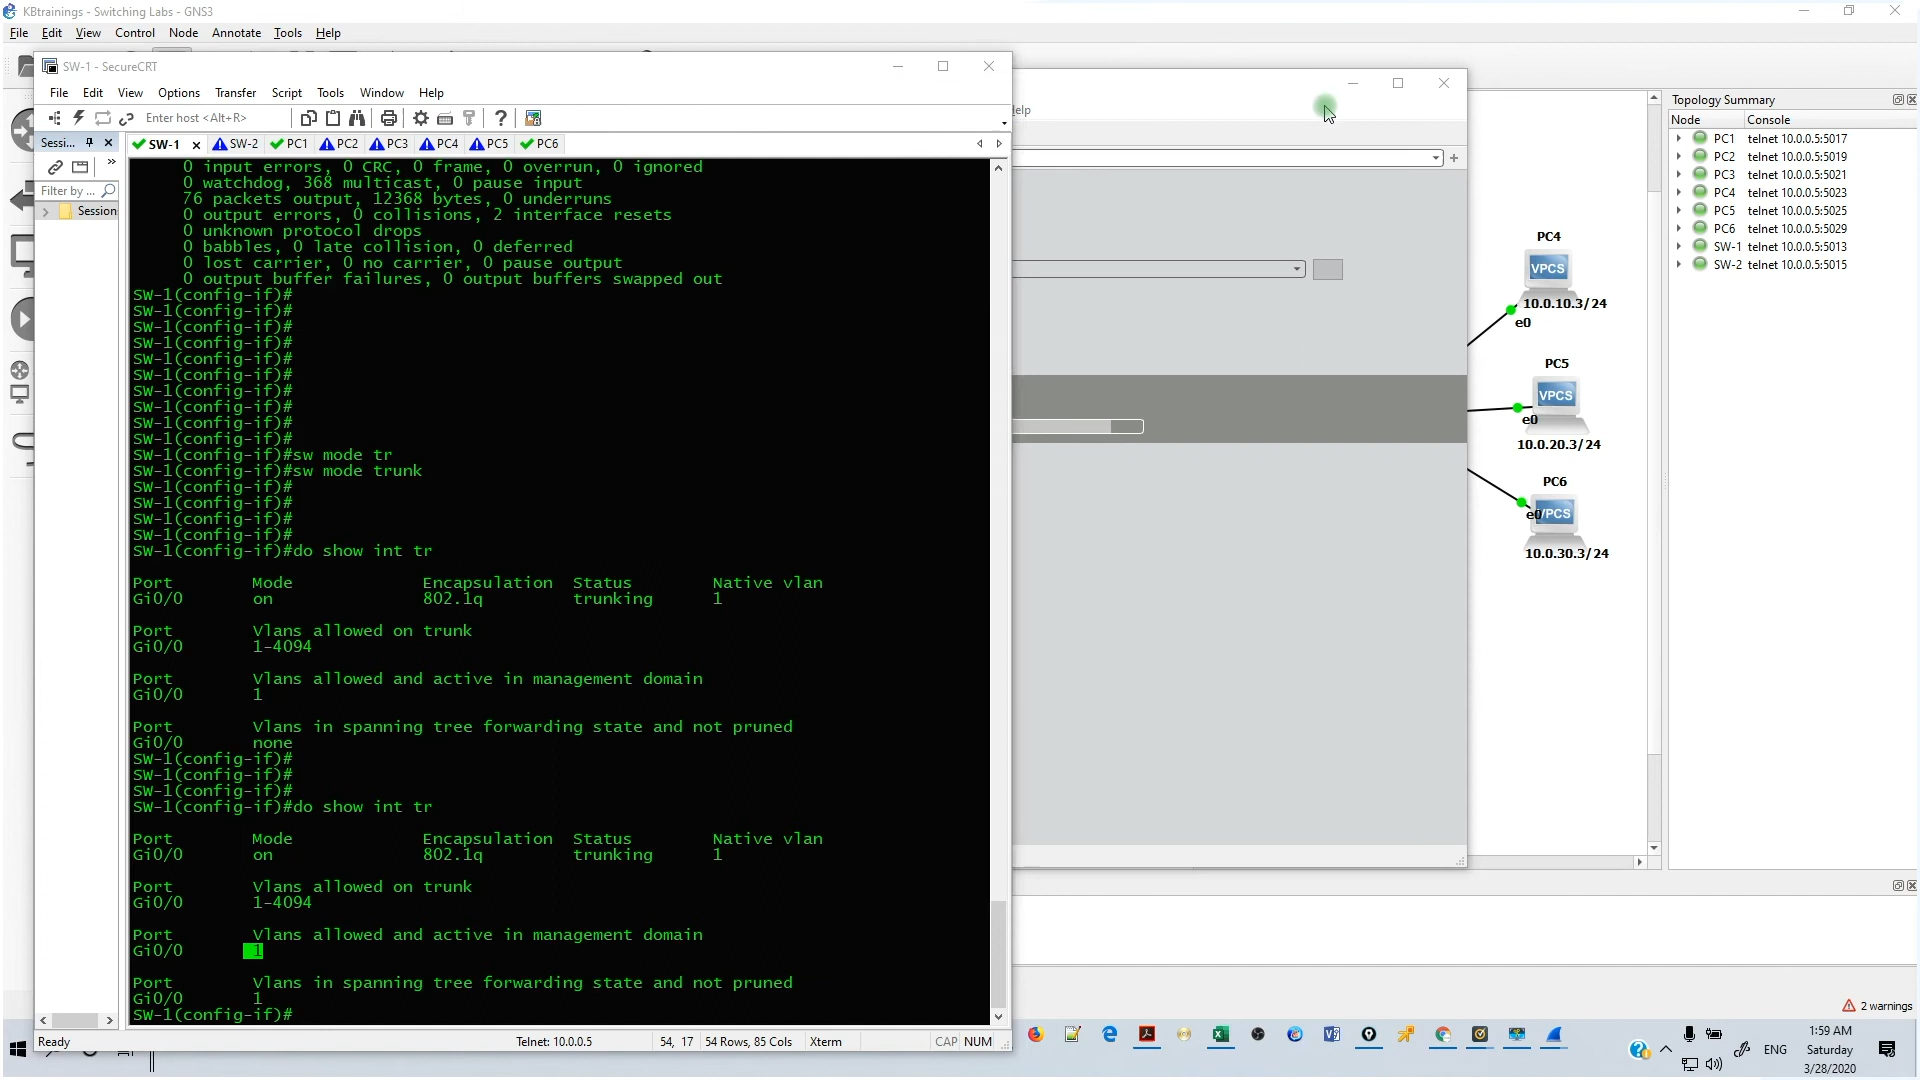 KBtrainings - Switching Labs - GNS3
File Edit View Control Node Annotate Tools Help
SW-1 - SecureCRT
File Edit View Options Transfer Script Tools Window Help
Enter host <Alt+R>
Sessi...
SW-1 SW-2 PC1 PC2 PC3 PC4 PC5 PC6
Filter by ...
Session
0 input errors, 0 CRC, 0 frame, 0 overrun, 0 ignored
0 watchdog, 368 multicast, 0 pause input
76 packets output, 12368 bytes, 0 underruns
0 output errors, 0 collisions, 2 interface resets
0 unknown protocol drops
0 babbles, 0 late collision, 0 deferred
0 lost carrier, 0 no carrier, 0 pause output
0 output buffer failures, 0 output buffers swapped out
SW-1(config-if)#
SW-1(config-if)#
SW-1(config-if)#
SW-1(config-if)#
SW-1(config-if)#
SW-1(config-if)#
SW-1(config-if)#
SW-1(config-if)#
SW-1(config-if)#
SW-1(config-if)#
SW-1(config-if)#sw mode tr
SW-1(config-if)#sw mode trunk
SW-1(config-if)#
SW-1(config-if)#
SW-1(config-if)#
SW-1(config-if)#
SW-1(config-if)#do show int tr
Port Mode Encapsulation Status Native vlan
Gi0/0 on 802.1q trunking 1
Port Vlans allowed on trunk
Gi0/0 1-4094
Port Vlans allowed and active in management domain
Gi0/0 1
Port Vlans in spanning tree forwarding state and not pruned
Gi0/0 none
SW-1(config-if)#
SW-1(config-if)#
SW-1(config-if)#
SW-1(config-if)#do show int tr
Port Mode Encapsulation Status Native vlan
Gi0/0 on 802.1q trunking 1
Port Vlans allowed on trunk
Gi0/0 1-4094
Port Vlans allowed and active in management domain
Gi0/0 1
Port Vlans in spanning tree forwarding state and not pruned
Gi0/0 1
SW-1(config-if)#
Ready Telnet: 10.0.0.5 54, 17 54 Rows, 85 Cols Xterm CAP NUM
PC4
VPCS
10.0.10.3/24
e0
PC5
VPCS
e0
10.0.20.3/24
PC6
e0
10.0.30.3/24
Topology Summary
Node Console
PC1 telnet 10.0.0.5:5017
PC2 telnet 10.0.0.5:5019
PC3 telnet 10.0.0.5:5021
PC4 telnet 10.0.0.5:5023
PC5 telnet 10.0.0.5:5025
PC6 telnet 10.0.0.5:5029
SW-1 telnet 10.0.0.5:5013
SW-2 telnet 10.0.0.5:5015
2 warnings
ENG
1:59 AM
Saturday
3/28/2020